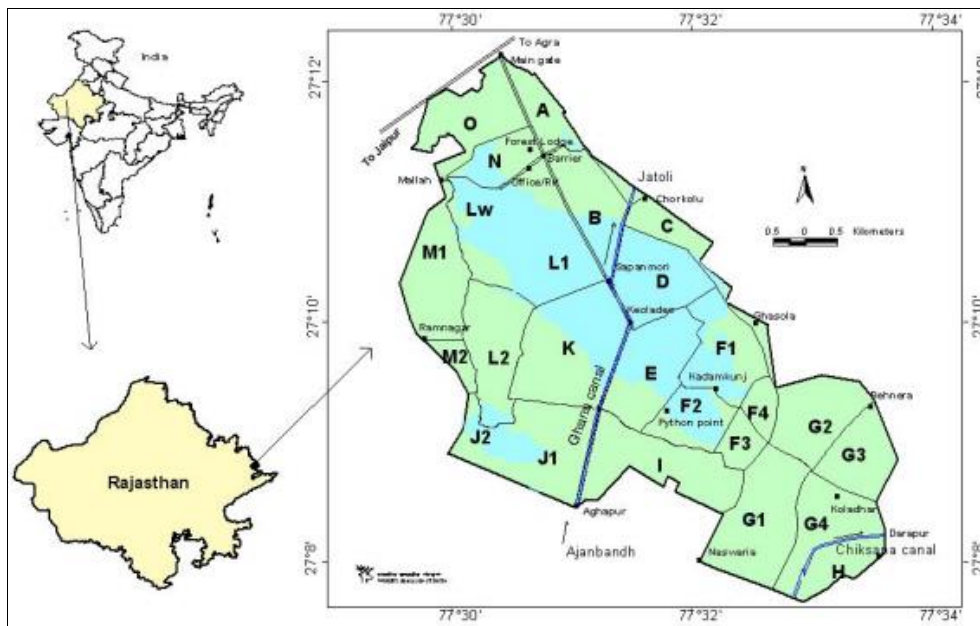 77°30' 77°32' 77°34'
India
To Agra
Main gate
27°12'
A
O
To Jaipur
Forest Lodge
Barrier
N
Mallah
Jatoli
Chorkolu
Lw
B
C
M1
L1
Sapanmori
D
0.5 0 0.5 Kilometers
27°10' 27°10'
Keoladeo
Ghasola
Ramnagar
K
F1
M2
L2
E
Kadamkunj
F2
F4
Behnera
Python point
G2
Ghana canal
J2
F3
J1
I
G3
Rajasthan
Koladhar
G1
G4
Aghapur
Darapur
Ajanbandh
Chiksana canal
Naswaria
27°8' 27°8'
H
77°30' 77°32' 77°34'